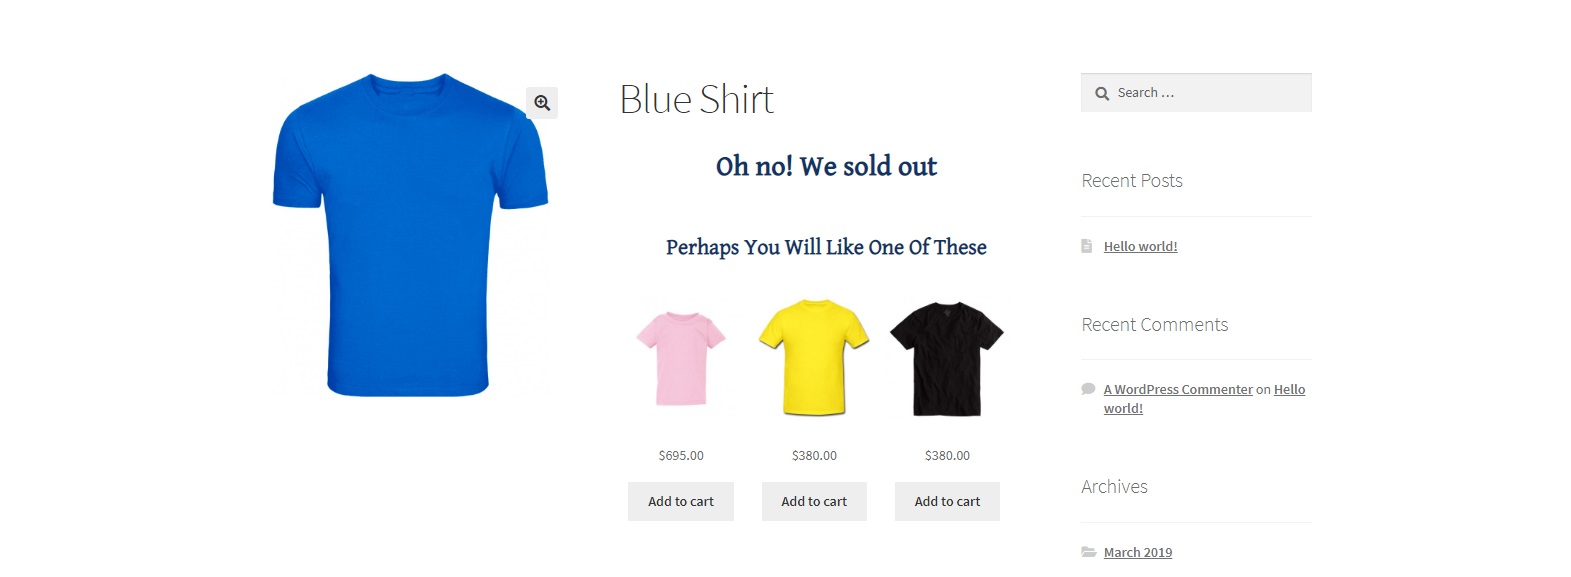 Blue Shirt
Oh no! We sold out
Perhaps You Will Like One Of These
$695.00
$380.00
$380.00
Add to cart
Add to cart
Add to cart
Search …
Recent Posts
Hello world!
Recent Comments
A WordPress Commenter on Hello
world!
Archives
March 2019